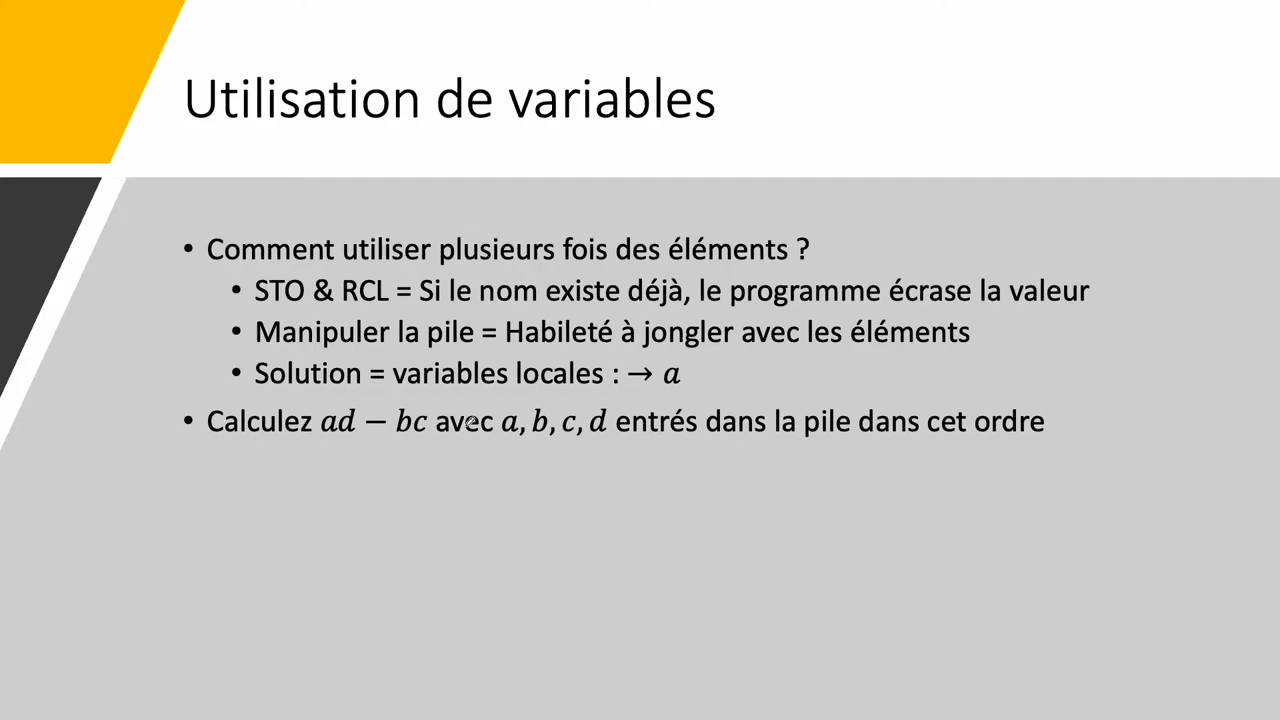 Utilisation de variables
• Comment utiliser plusieurs fois des éléments ?
• STO & RCL = Si le nom existe déjà, le programme écrase la valeur
• Manipuler la pile = Habileté à jongler avec les éléments
• Solution = variables locales : → a
• Calculez ad − bc avec a, b, c, d entrés dans la pile dans cet ordre